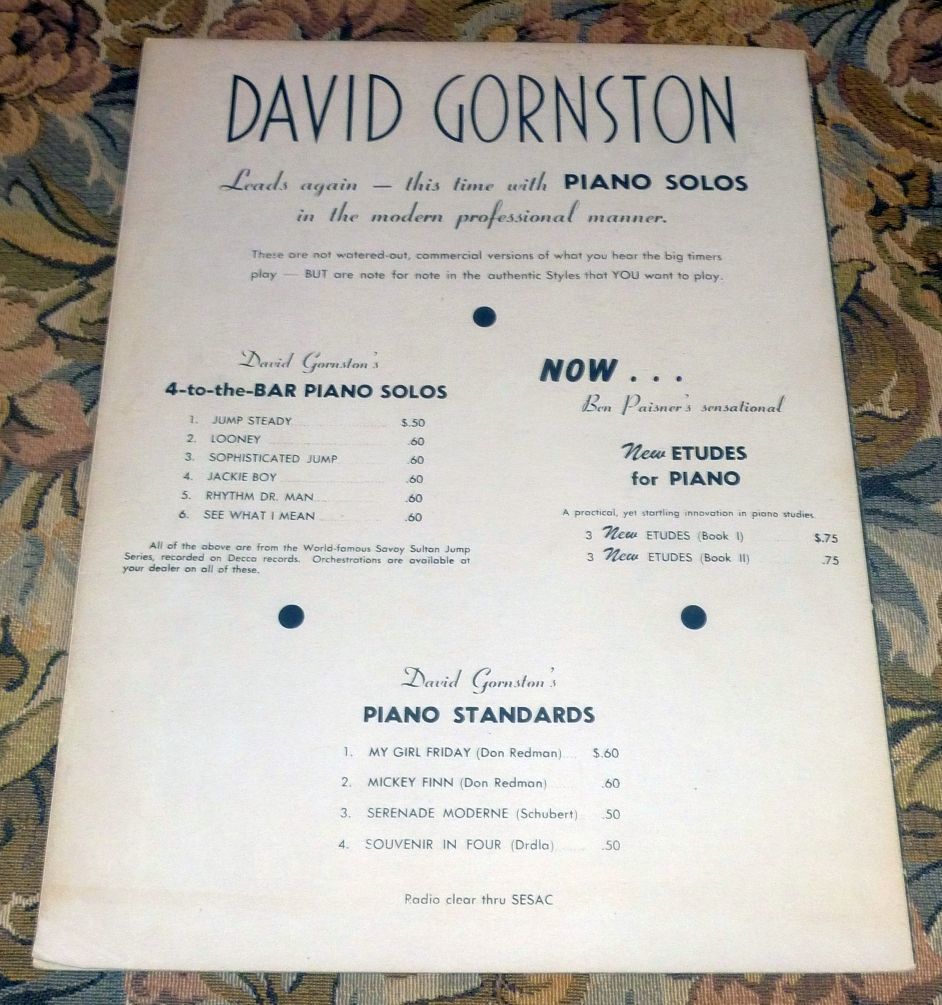 DAVID GORNSTON
Leads again — this time with PIANO SOLOS
in the modern professional manner.
These are not watered-out, commercial versions of what you hear the big timers
play — BUT are note for note in the authentic Styles that YOU want to play.
David Gornston's
4-to-the-BAR PIANO SOLOS
1. JUMP STEADY $.50
2. LOONEY .60
3. SOPHISTICATED JUMP .60
4. JACKIE BOY .60
5. RHYTHM DR. MAN .60
6. SEE WHAT I MEAN .60
All of the above are from the World-famous Savoy Sultan Jump
Series, recorded on Decca records. Orchestrations are available at
your dealer on all of these.
NOW . . .
Ben Paisner's sensational
New ETUDES
for PIANO
A practical, yet startling innovation in piano studies
3 New ETUDES (Book I) $.75
3 New ETUDES (Book II) .75
David Gornston's
PIANO STANDARDS
1. MY GIRL FRIDAY (Don Redman) $.60
2. MICKEY FINN (Don Redman) .60
3. SERENADE MODERNE (Schubert) .50
4. SOUVENIR IN FOUR (Drdla) .50
Radio clear thru SESAC